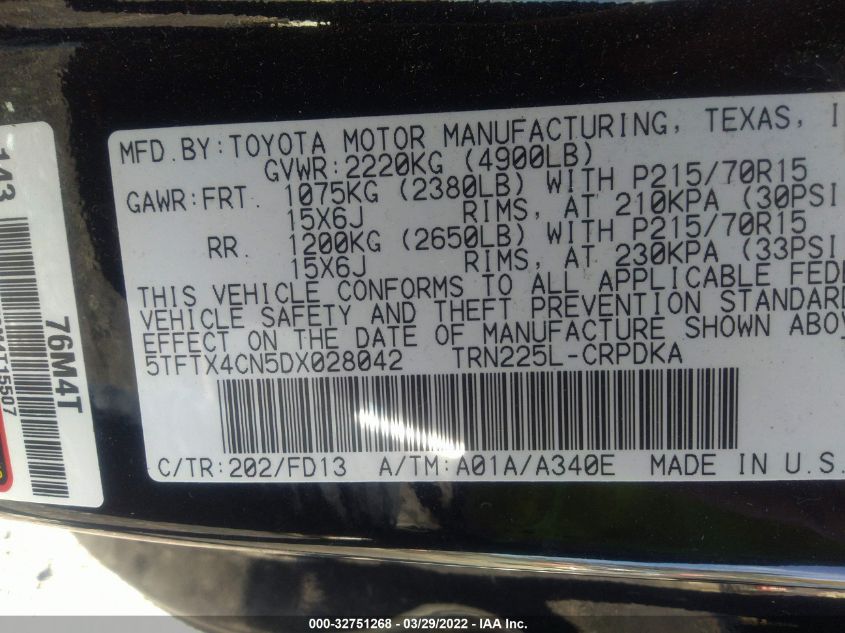 MFD.BY:TOYOTA MOTOR MANUFACTURING, TEXAS, I
GVWR:2220KG (4900LB)
GAWR:FRT. 1075KG (2380LB) WITH P215/70R15
15X6J RIMS, AT 210KPA (30PSI
RR. 1200KG (2650LB) WITH P215/70R15
15X6J RIMS, AT 230KPA (33PSI
THIS VEHICLE CONFORMS TO ALL APPLICABLE FEDE
VEHICLE SAFETY AND THEFT PREVENTION STANDARD
EFFECT ON THE DATE OF MANUFACTURE SHOWN ABOV
5TFTX4CN5DX028042 TRN225L-CRPDKA
C/TR:202/FD13 A/TM:A01A/A340E MADE IN U.S.
143
76M4T
15507
000-32751268 - 03/29/2022 - IAA Inc.